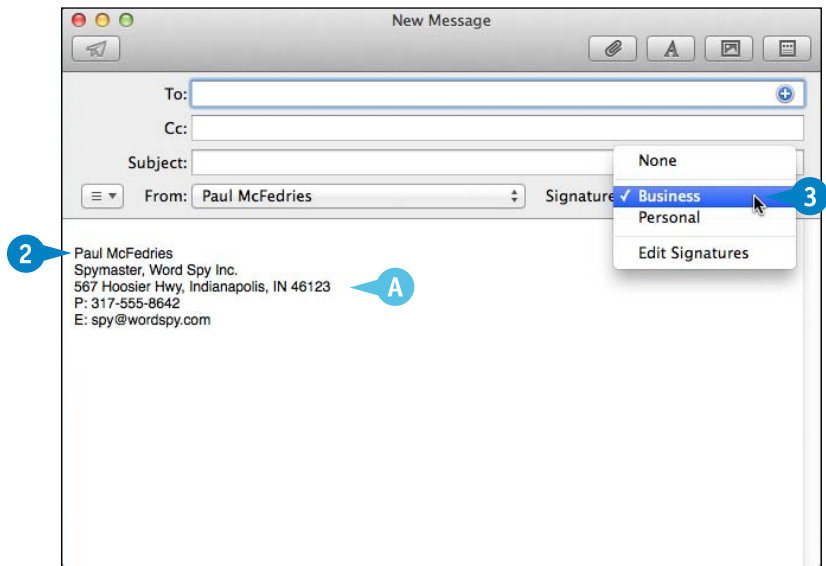 New Message
To:
Cc:
Subject:
None
From: Paul McFedries
Signature
✓ Business
3
Personal
Edit Signatures
2
Paul McFedries
Spymaster, Word Spy Inc.
567 Hoosier Hwy, Indianapolis, IN 46123
A
P: 317-555-8642
E: spy@wordspy.com